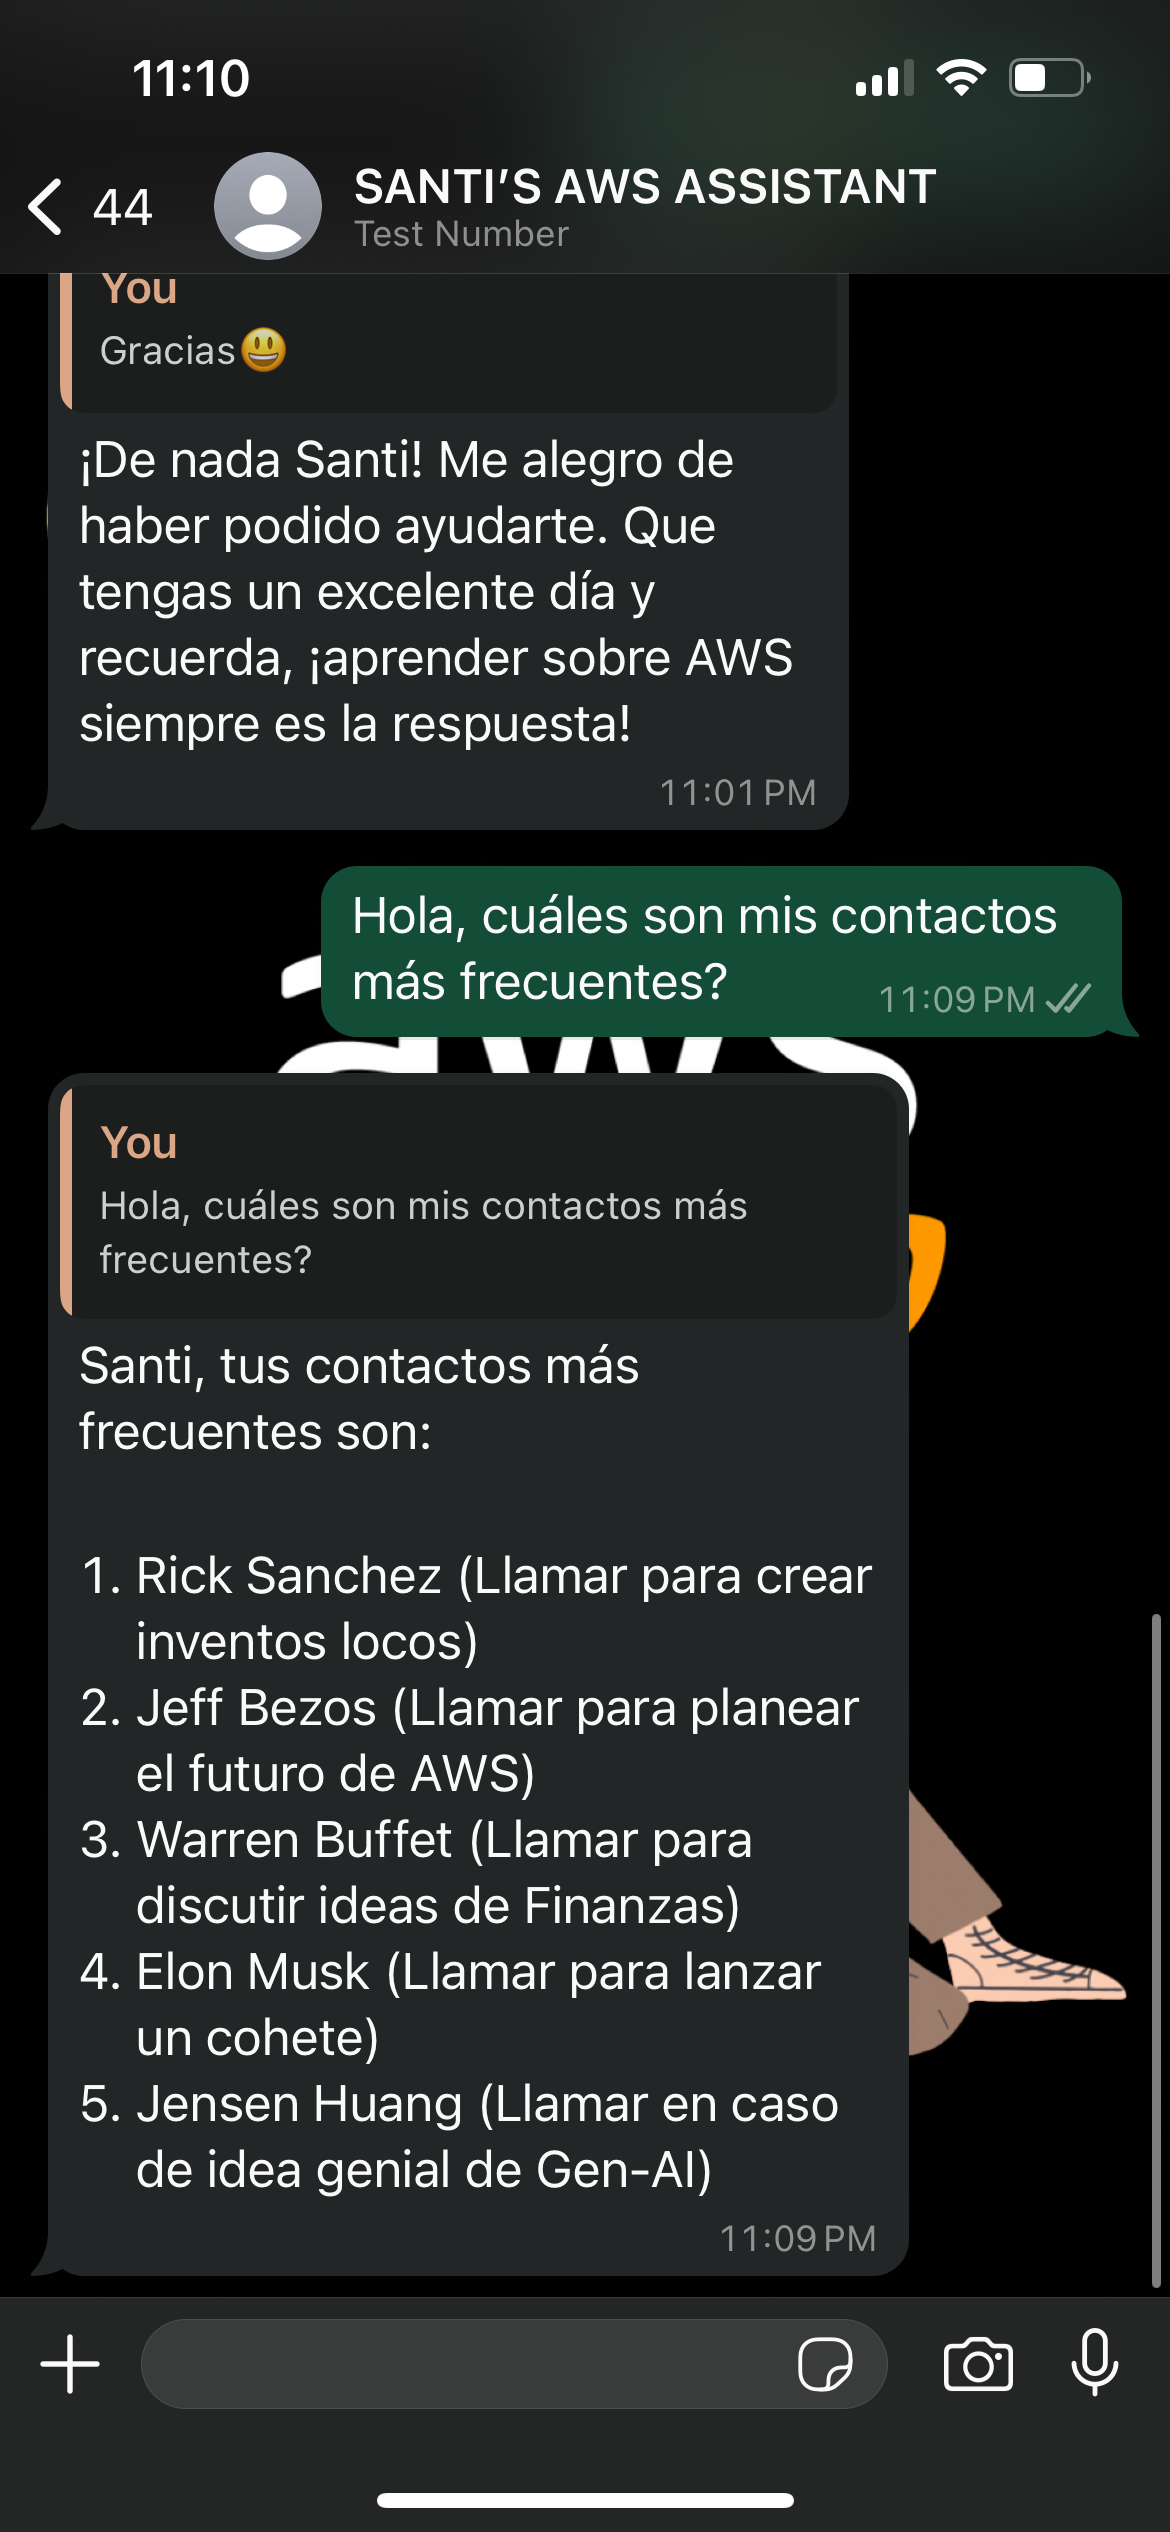 11:10
44
SANTI'S AWS ASSISTANT
Test Number
You
Gracias😃
¡De nada Santi! Me alegro de
haber podido ayudarte. Que
tengas un excelente día y
recuerda, ¡aprender sobre AWS
siempre es la respuesta!
11:01 PM
Hola, cuáles son mis contactos
más frecuentes?
11:09 PM
aws
You
Hola, cuáles son mis contactos más
frecuentes?
Santi, tus contactos más
frecuentes son:
1. Rick Sanchez (Llamar para crear
inventos locos)
2. Jeff Bezos (Llamar para planear
el futuro de AWS)
3. Warren Buffet (Llamar para
discutir ideas de Finanzas)
4. Elon Musk (Llamar para lanzar
un cohete)
5. Jensen Huang (Llamar en caso
de idea genial de Gen-AI)
11:09 PM